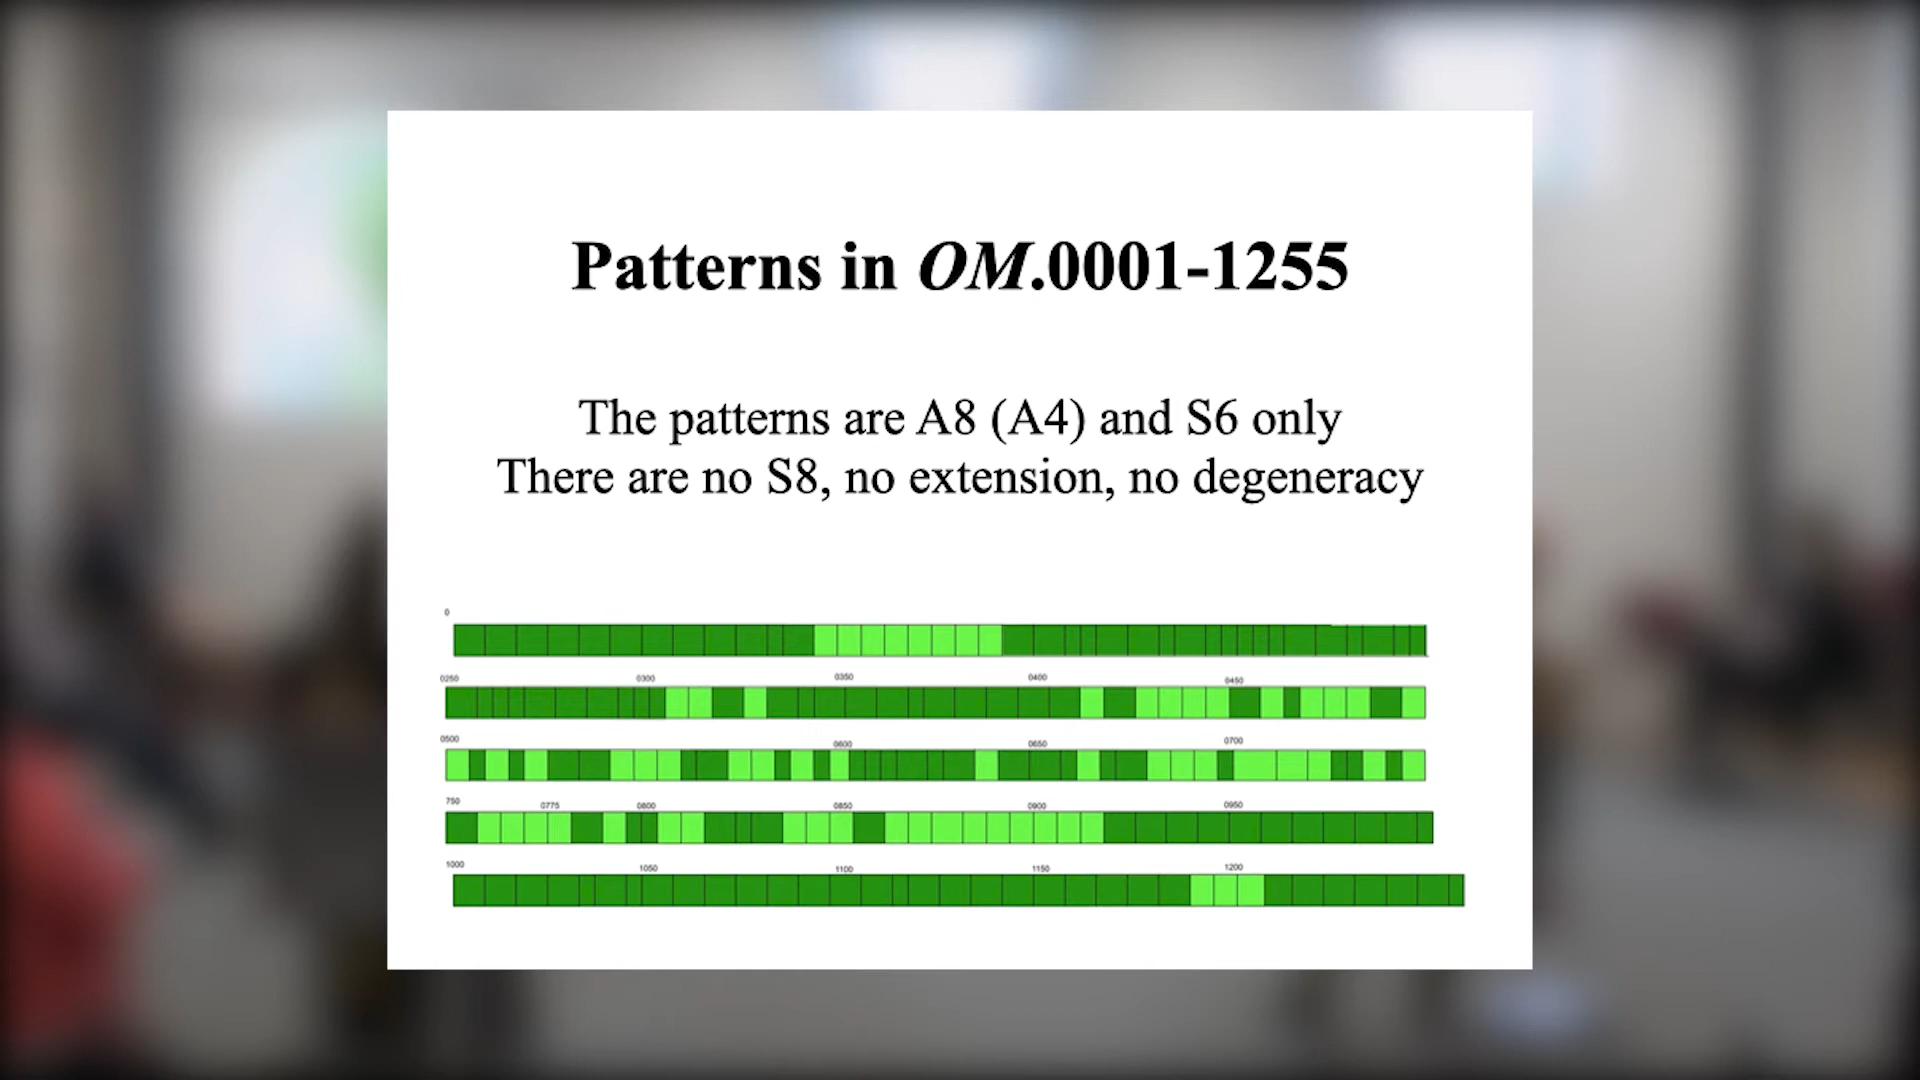 Patterns in OM.0001-1255
The patterns are A8 (A4) and S6 only
There are no S8, no extension, no degeneracy
0
0250 0300 0350 0400 0450
0500 0600 0650 0700
750 0775 0800 0850 0900 0950
1000 1050 1100 1150 1200